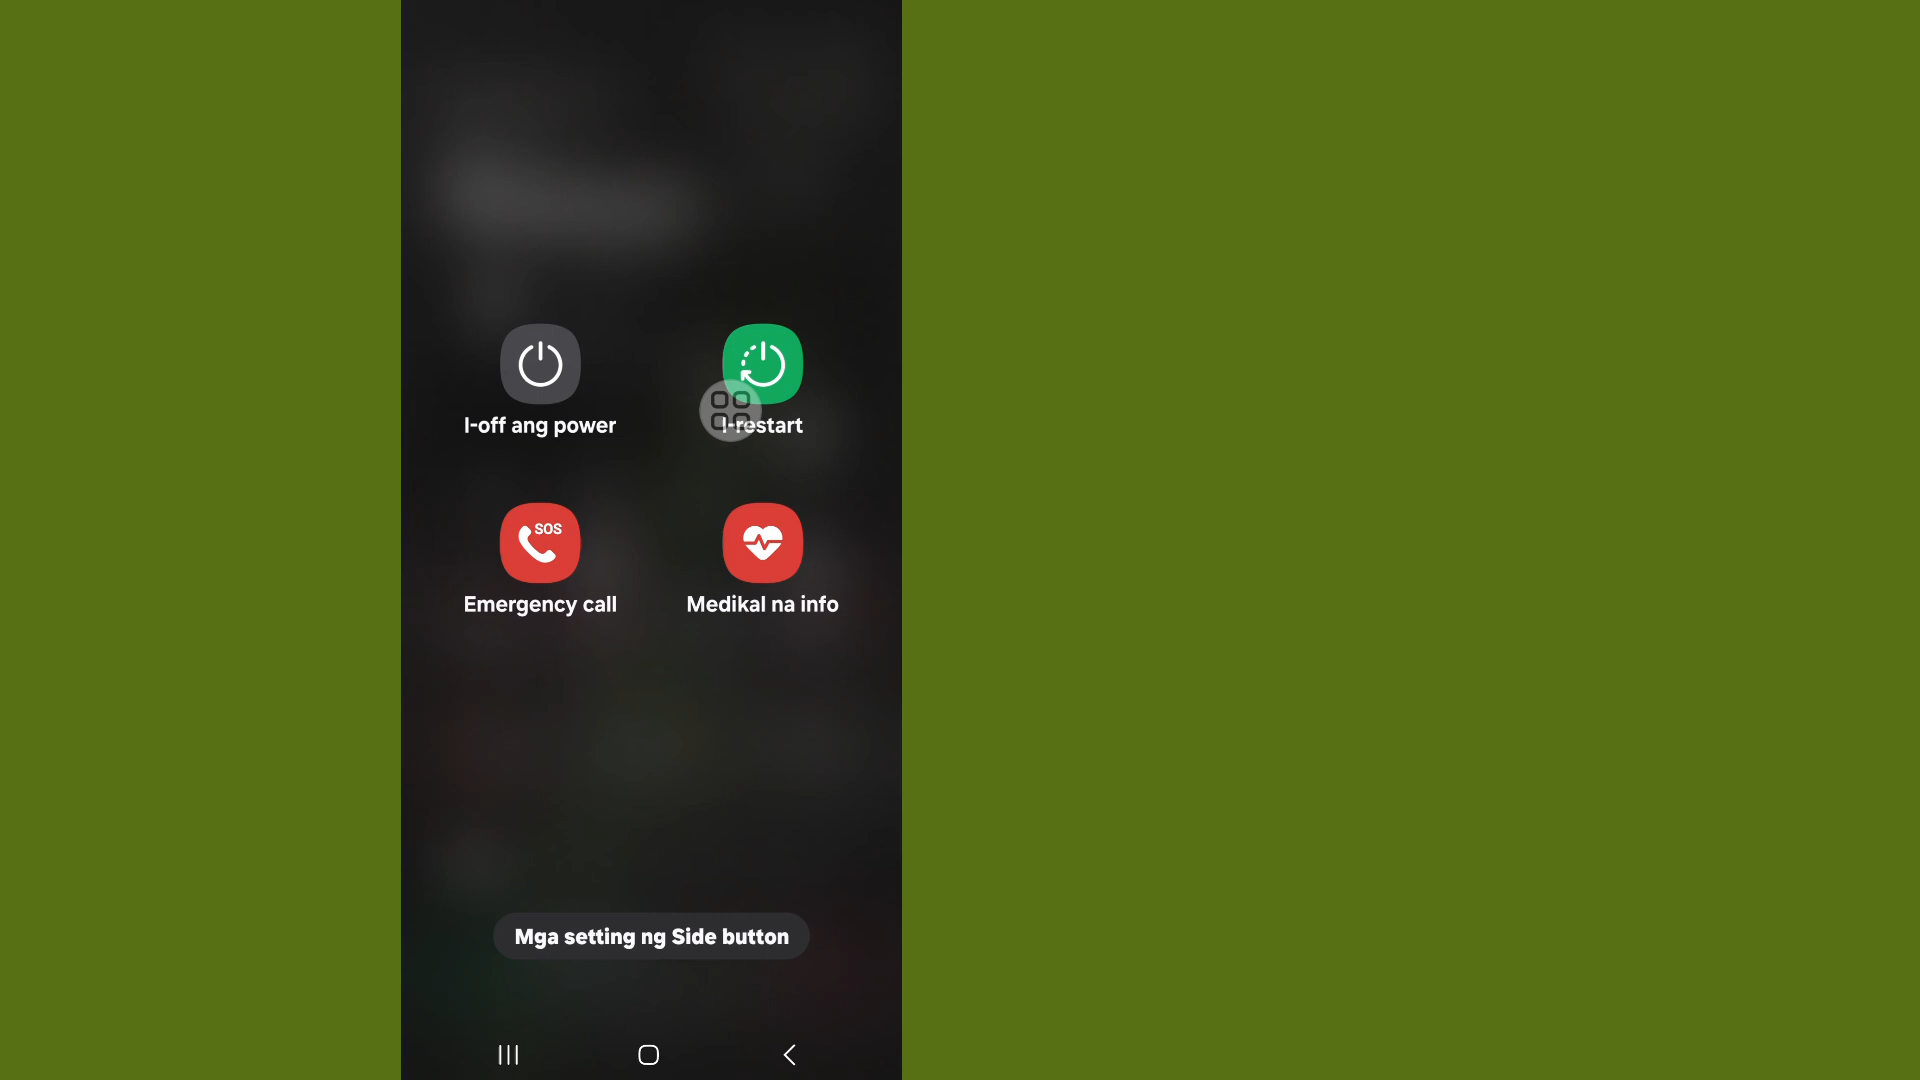 I-off ang power
I-restart
SOS
Emergency call
Medikal na info
Mga setting ng Side button